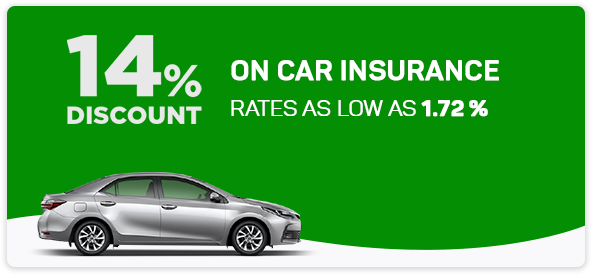 14%
DISCOUNT
ON CAR INSURANCE
RATES AS LOW AS 1.72 %